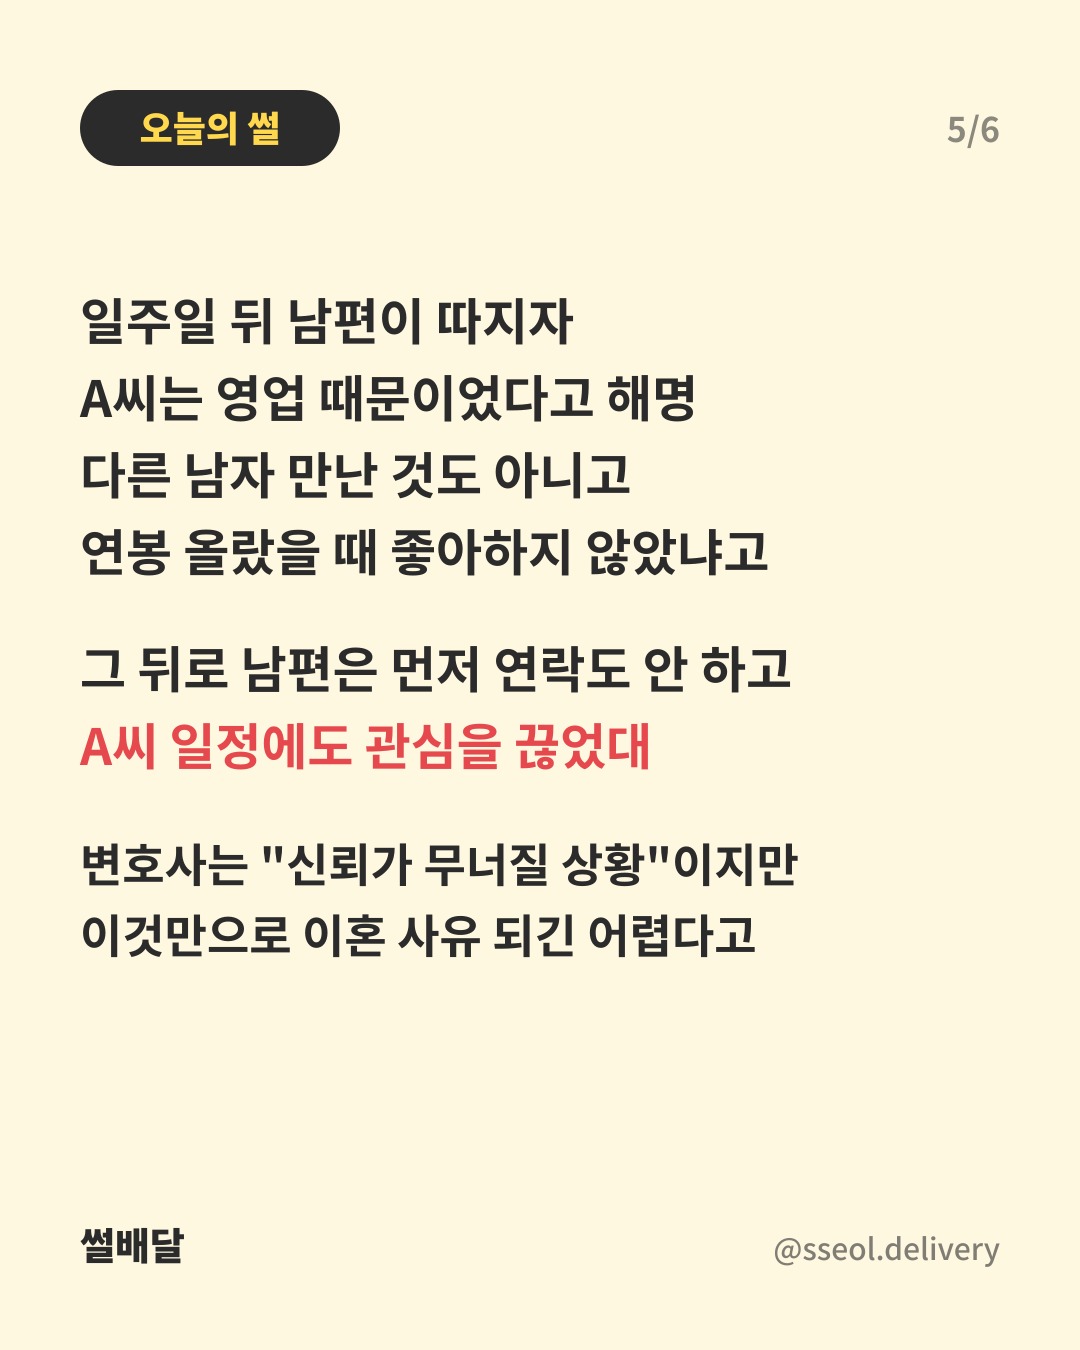 오늘의 썰
5/6
일주일 뒤 남편이 따지자
A씨는 영업 때문이었다고 해명
다른 남자 만난 것도 아니고
연봉 올랐을 때 좋아하지 않았냐고
그 뒤로 남편은 먼저 연락도 안 하고
A씨 일정에도 관심을 끊었대
변호사는 "신뢰가 무너질 상황"이지만
이것만으로 이혼 사유 되긴 어렵다고
썰배달
@sseol.delivery